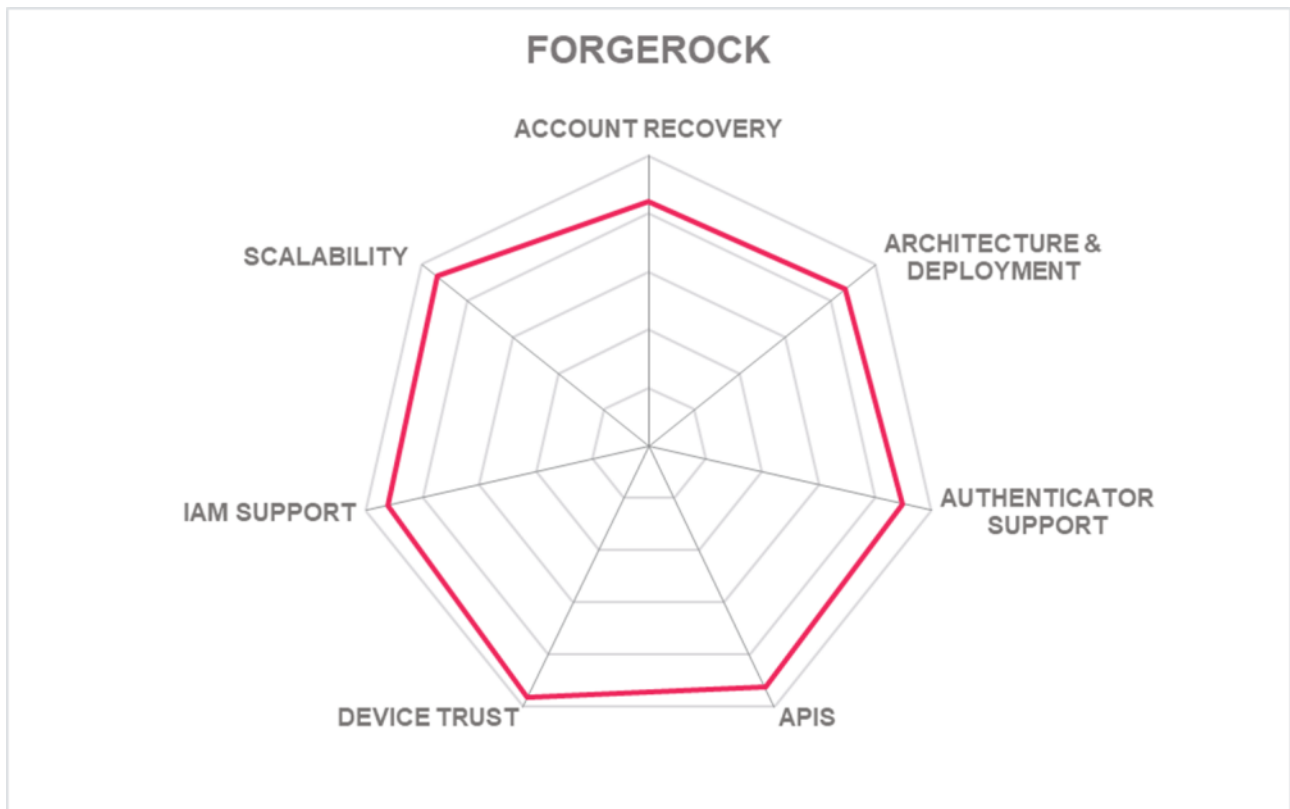 FORGEROCK
ACCOUNT RECOVERY
ARCHITECTURE &
DEPLOYMENT
SCALABILITY
AUTHENTICATOR
SUPPORT
IAM SUPPORT
DEVICE TRUST
APIS